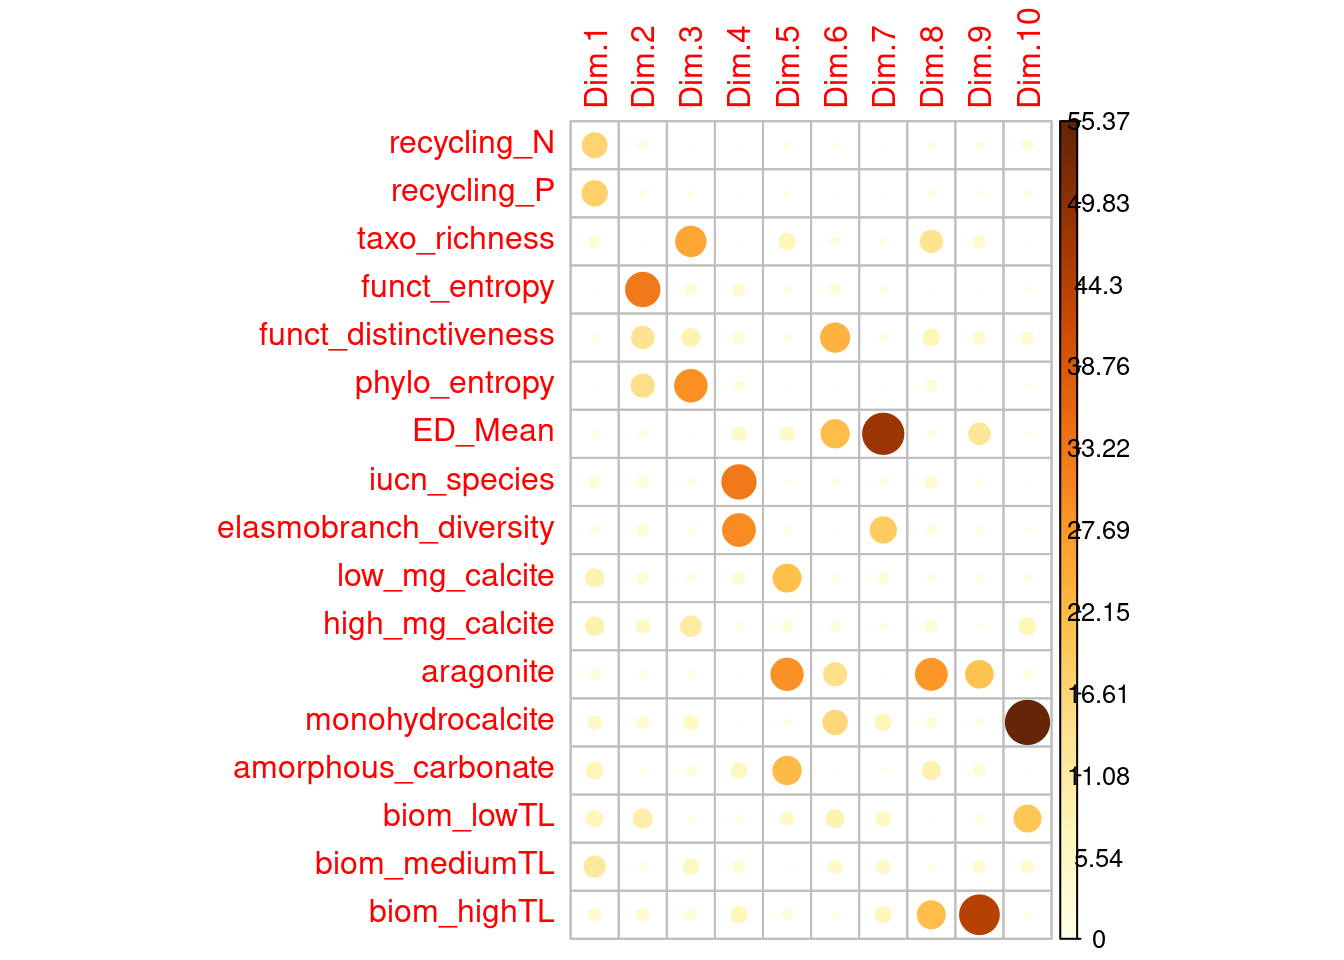 Dim.1
Dim.2
Dim.3
Dim.4
Dim.5
Dim.6
Dim.7
Dim.8
Dim.9
Dim.10
recycling_N
recycling_P
taxo_richness
funct_entropy
funct_distinctiveness
phylo_entropy
ED_Mean
iucn_species
elasmobranch_diversity
low_mg_calcite
high_mg_calcite
aragonite
monohydrocalcite
amorphous_carbonate
biom_lowTL
biom_mediumTL
biom_highTL
55.37
49.83
44.3
38.76
33.22
27.69
22.15
16.61
11.08
5.54
0